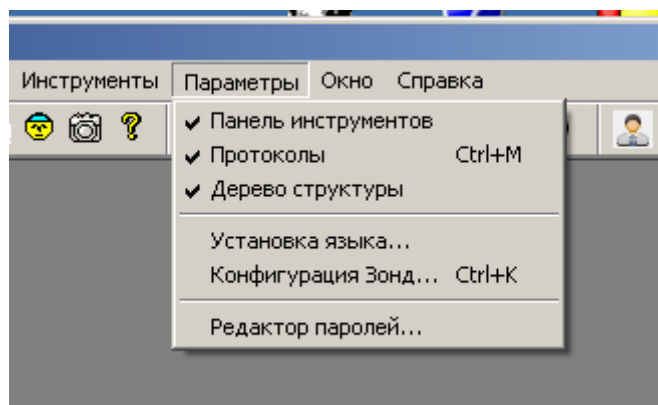 Инструменты Параметры Окно Справка
Панель инструментов
Протоколы Ctrl+M
Дерево структуры
Установка языка...
Конфигурация Зонд... Ctrl+K
Редактор паролей...